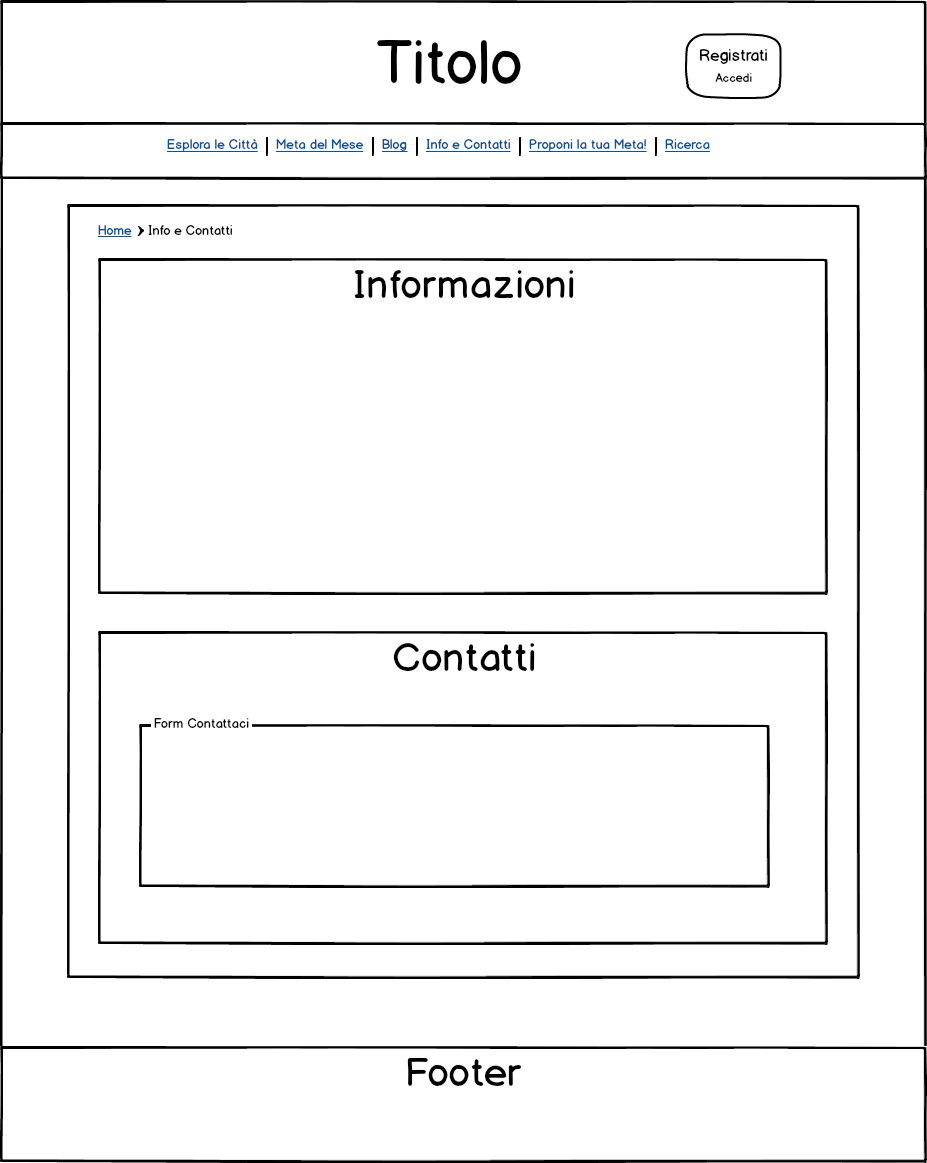 Titolo
Registrati
Accedi
Esplora le Città | Meta del Mese | Blog | Info e Contatti | Proponi la tua Meta! | Ricerca
Home > Info e Contatti
Informazioni
Contatti
Form Contattaci
Footer